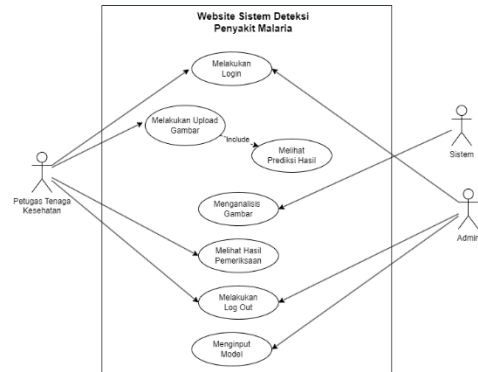 Website Sistem Deteksi
Penyakit Malaria
Melakukan
Login
Melakukan Upload
Gambar
Include
Melihat
Prediksi Hasil
Sistem
Petugas Tenaga
Kesehatan
Menganalisis
Gambar
Admin
Melihat Hasil
Pemeriksaan
Melakukan
Log Out
Menginput
Model